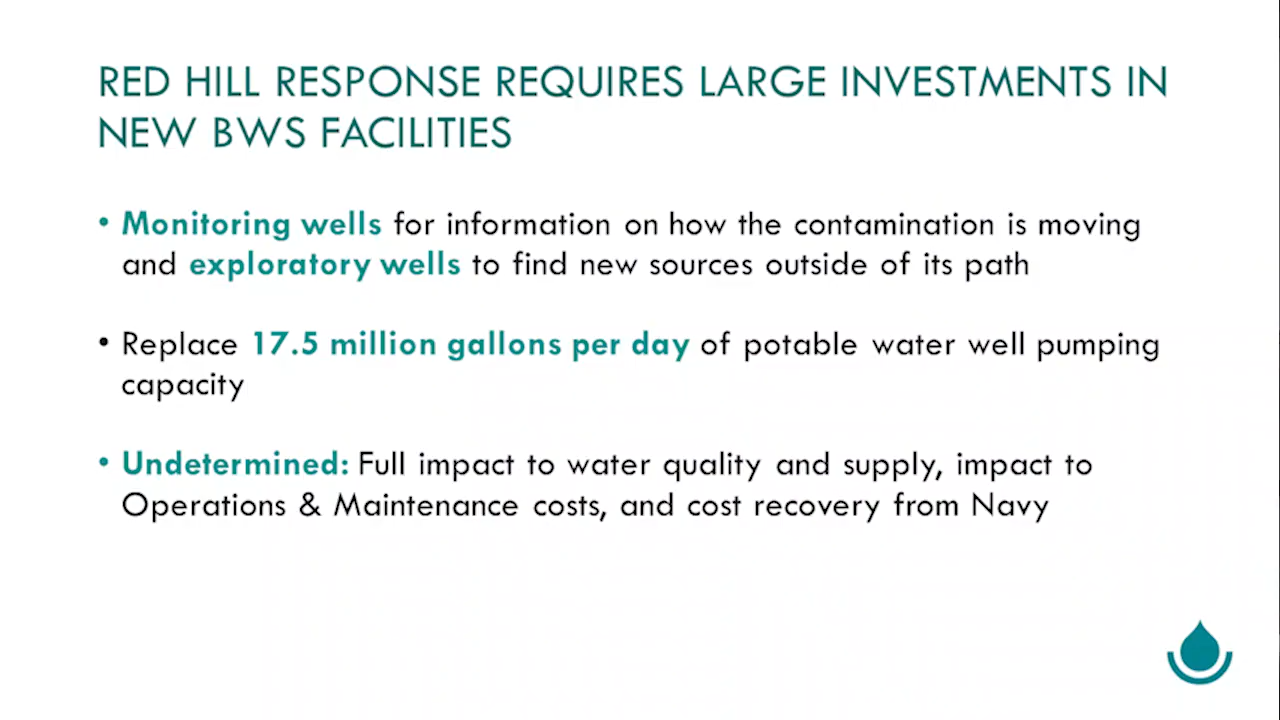 RED HILL RESPONSE REQUIRES LARGE INVESTMENTS IN
NEW BWS FACILITIES
• Monitoring wells for information on how the contamination is moving
and exploratory wells to find new sources outside of its path
• Replace 17.5 million gallons per day of potable water well pumping
capacity
• Undetermined: Full impact to water quality and supply, impact to
Operations & Maintenance costs, and cost recovery from Navy